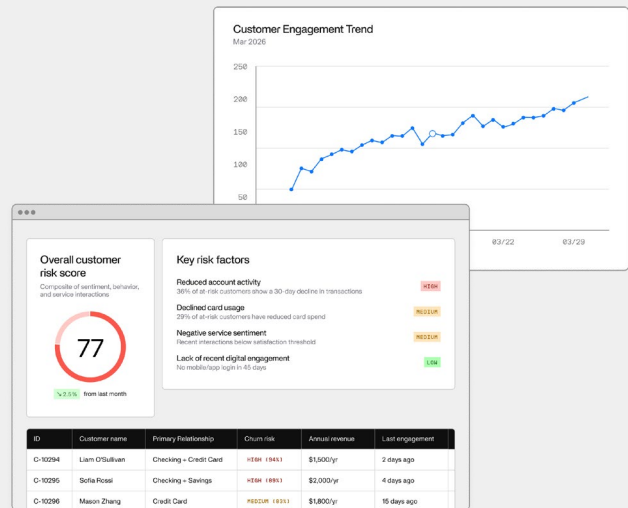 Customer Engagement Trend
Mar 2026
250
200
150
100
50
03/22
03/29
Overall customer
risk score
Composite of sentiment, behavior,
and service interactions
77
↘ 2.5% from last month
Key risk factors
Reduced account activity
36% of at-risk customers show a 30-day decline in transactions
HIGH
Declined card usage
29% of at-risk customers have reduced card spend
MEDIUM
Negative service sentiment
Recent interactions below satisfaction threshold
MEDIUM
Lack of recent digital engagement
No mobile/app login in 45 days
LOW
ID Customer name Primary Relationship Churn risk Annual revenue Last engagement
C-10294 Liam O'Sullivan Checking + Credit Card HIGH (94%) $1,500/yr 2 days ago
C-10295 Sofia Rossi Checking + Savings HIGH (89%) $2,000/yr 4 days ago
C-10296 Mason Zhang Credit Card MEDIUM $1,800/yr 15 days ago